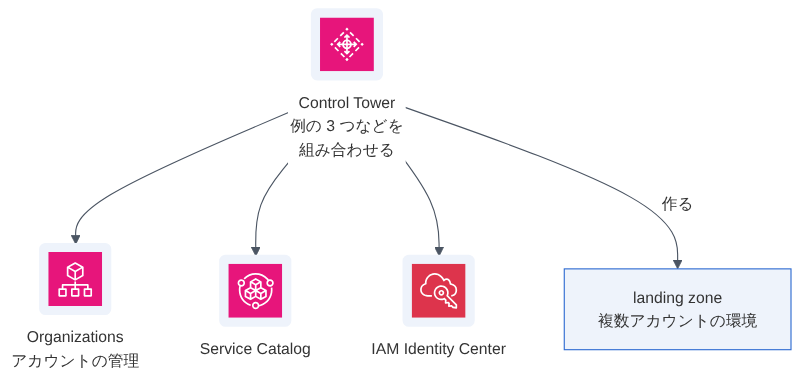 Control Tower
例の 3 つなどを
組み合わせる
作る
Organizations
アカウントの管理
Service Catalog
IAM Identity Center
landing zone
複数アカウントの環境